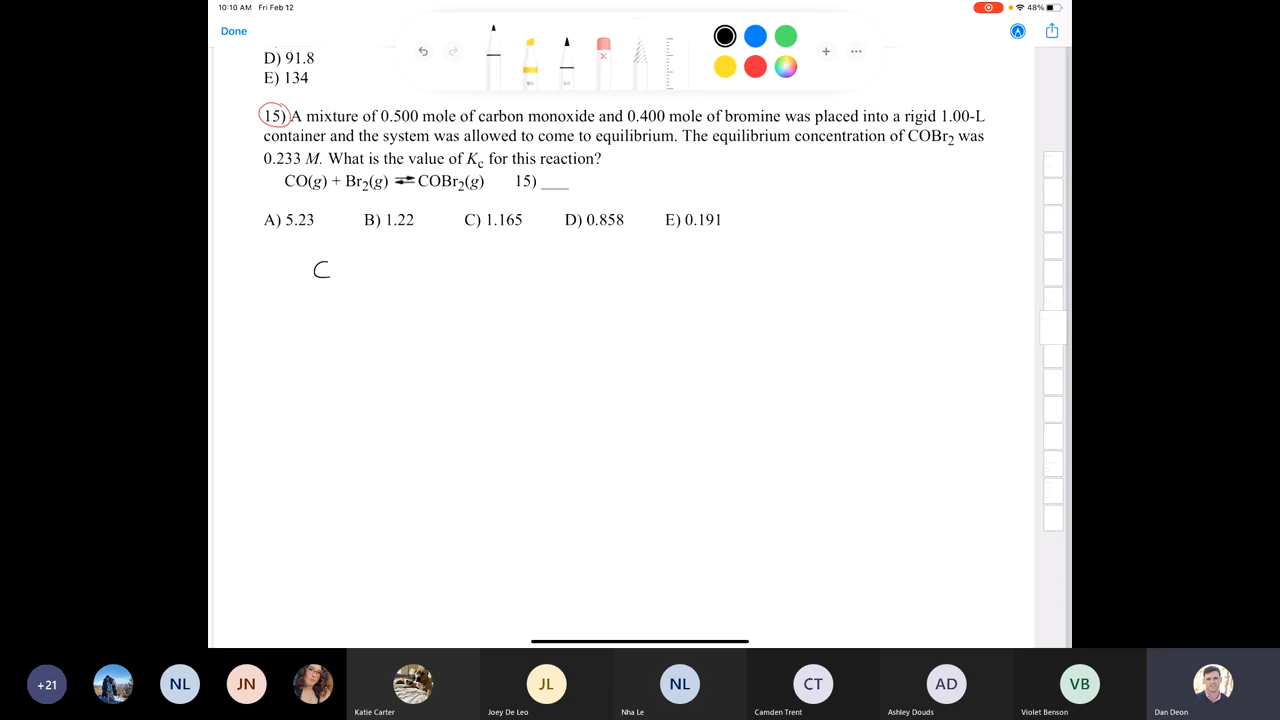 10:10 AM Fri Feb 12
48%
Done
D) 91.8
E) 134
15) A mixture of 0.500 mole of carbon monoxide and 0.400 mole of bromine was placed into a rigid 1.00-L
container and the system was allowed to come to equilibrium. The equilibrium concentration of COBr2 was
0.233 M. What is the value of Kc for this reaction?
CO(g) + Br2(g) ⇌ COBr2(g) 15) ___
A) 5.23 B) 1.22 C) 1.165 D) 0.858 E) 0.191
C
+21 NL JN JL NL CT AD VB
Katie Carter Joey De Leo Nha Le Camden Trent Ashley Douds Violet Benson Dan Deon